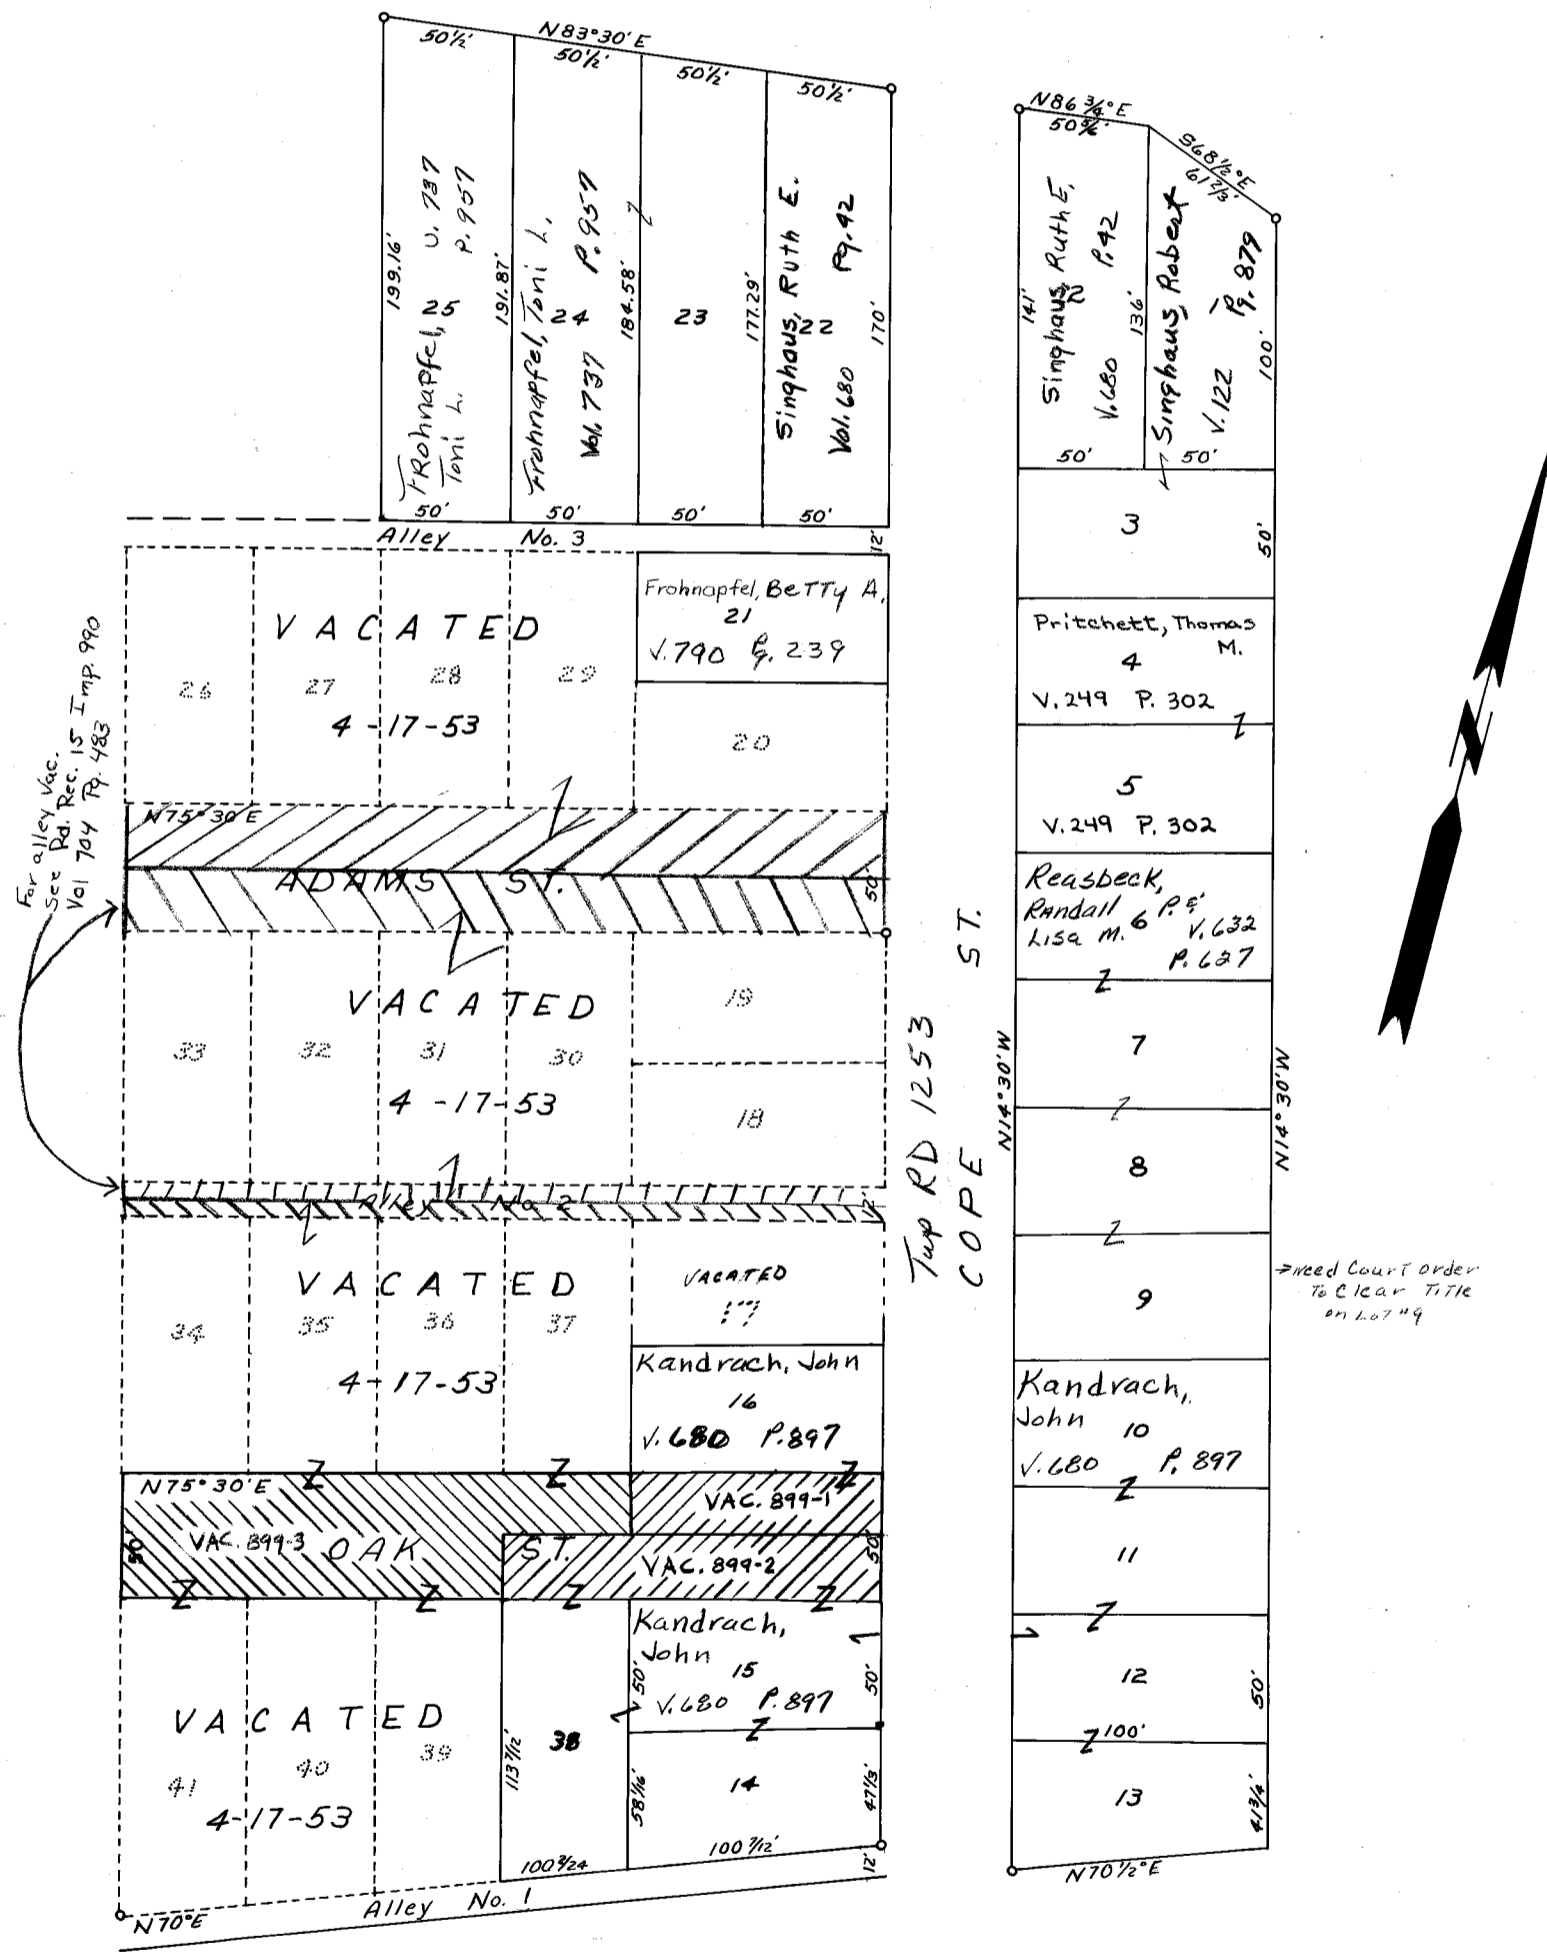 N83°30'E
50½'
50½'
50½'
50½'
199.16'
Frohnapfel,
Toni L.
25
V. 737
P. 957
191.87'
Frohnapfel, Toni L,
24
Vol. 737 P. 957
184.58'
23
177.29'
Singhaus, Ruth E.
22
Vol. 680 Pg. 42
170'
50'
50'
50'
50'
N86¾°E
S68½°E
61⅔'
141'
Singhaus, Ruth E,
2
V. 680 P. 42
136'
Singhaus, Robert
1
V. 122 Pg. 879
100'
50'
50'
Alley No. 3
12'
VACATED
26
27
28
29
4-17-53
Frohnapfel, BeTTy A,
21
V. 790 Pg. 239
20
For alley Vac.
See Rd. Rec. 15 Imp. 990
Vol 704 Pg. 483
N75°30'E
ADAMS ST.
50'
VACATED
33
32
31
30
4-17-53
19
18
Alley No 2
12'
VACATED
34
35
36
37
4-17-53
VACATED
17
Kandrach, John
16
V. 680 P. 897
N75°30'E
VAC. 899-1
VAC. 899-3
OAK ST.
VAC. 899-2
50'
50'
VACATED
41
40
39
4-17-53
38
113 7/12'
Kandrach,
John
15
V. 680 P. 897
50'
50'
14
58 1/16'
47⅓'
100 7/12'
12'
N70°E
Alley No. 1
Twp RD 1253
COPE ST.
3
50'
Pritchett, Thomas
M.
4
V. 249 P. 302
5
V. 249 P. 302
Reasbeck,
Randall P. &
Lisa M. 6 V. 632
P. 627
7
N14°30'W
N14°30'W
8
9
→need Court order
To Clear Title
on Lot #9
Kandrach,
John
10
V. 680 P. 897
11
12
50'
100'
13
41¾'
N70½°E
N